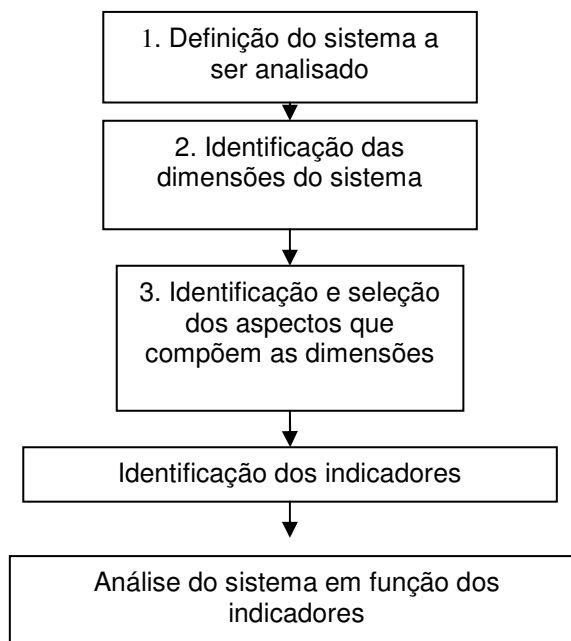 1. Definição do sistema a
ser analisado
2. Identificação das
dimensões do sistema
3. Identificação e seleção
dos aspectos que
compõem as dimensões
Identificação dos indicadores
Análise do sistema em função dos
indicadores